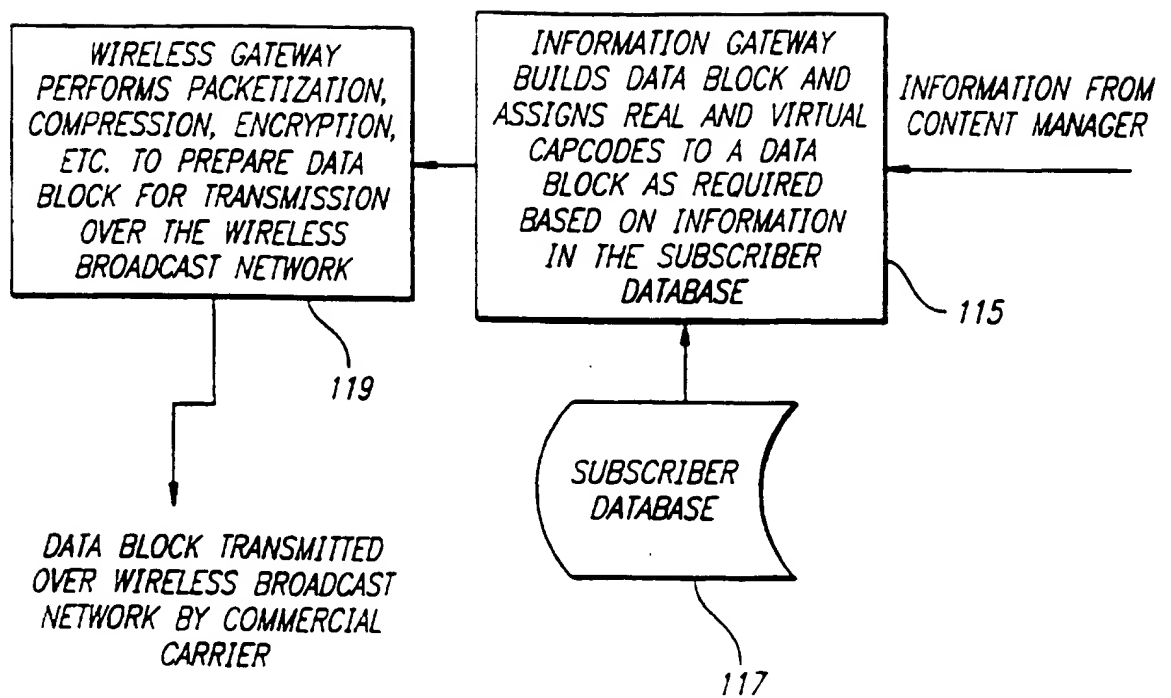 WIRELESS GATEWAY
PERFORMS PACKETIZATION,
COMPRESSION, ENCRYPTION,
ETC. TO PREPARE DATA
BLOCK FOR TRANSMISSION
OVER THE WIRELESS
BROADCAST NETWORK
119
INFORMATION GATEWAY
BUILDS DATA BLOCK AND
ASSIGNS REAL AND VIRTUAL
CAPCODES TO A DATA
BLOCK AS REQUIRED
BASED ON INFORMATION
IN THE SUBSCRIBER
DATABASE
115
INFORMATION FROM
CONTENT MANAGER
SUBSCRIBER
DATABASE
117
DATA BLOCK TRANSMITTED
OVER WIRELESS BROADCAST
NETWORK BY COMMERCIAL
CARRIER